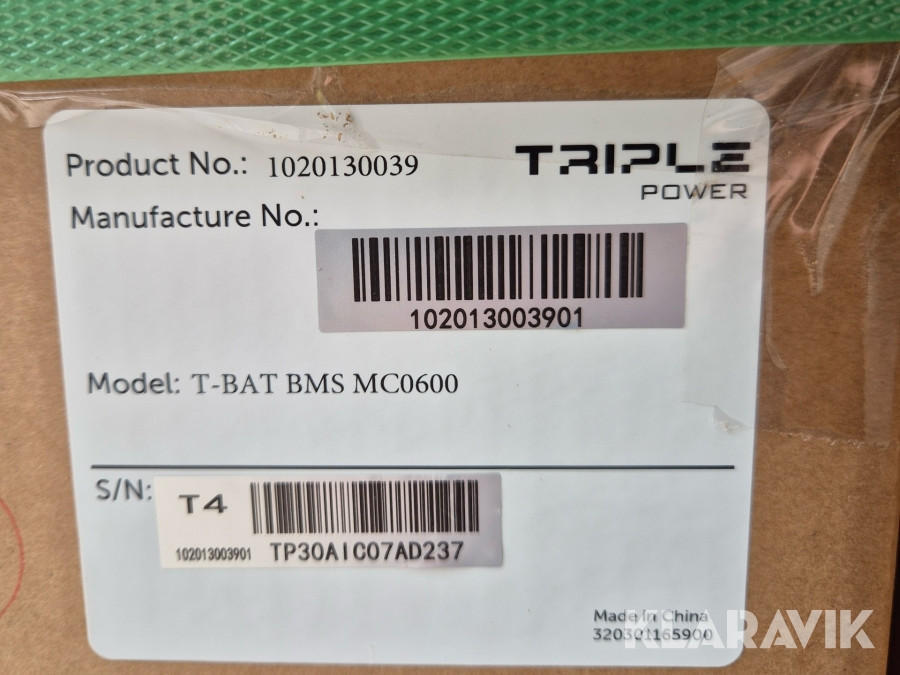 Product No.: 1020130039
TRIPLE
POWER
Manufacture No.:
102013003901
Model: T-BAT BMS MC0600
S/N:
T4
102013003901 TP30AIC07AD237
Made in China
320301165900
KLARAVIK